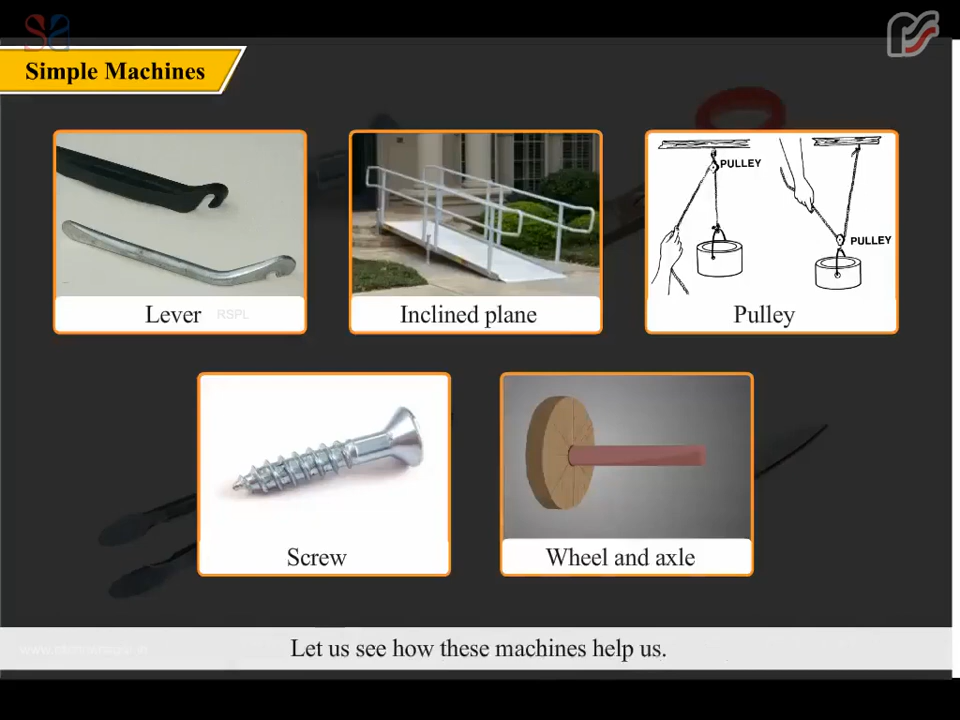 Simple Machines
PULLEY
PULLEY
Lever
RSPL
Inclined plane
Pulley
Screw
Wheel and axle
Let us see how these machines help us.